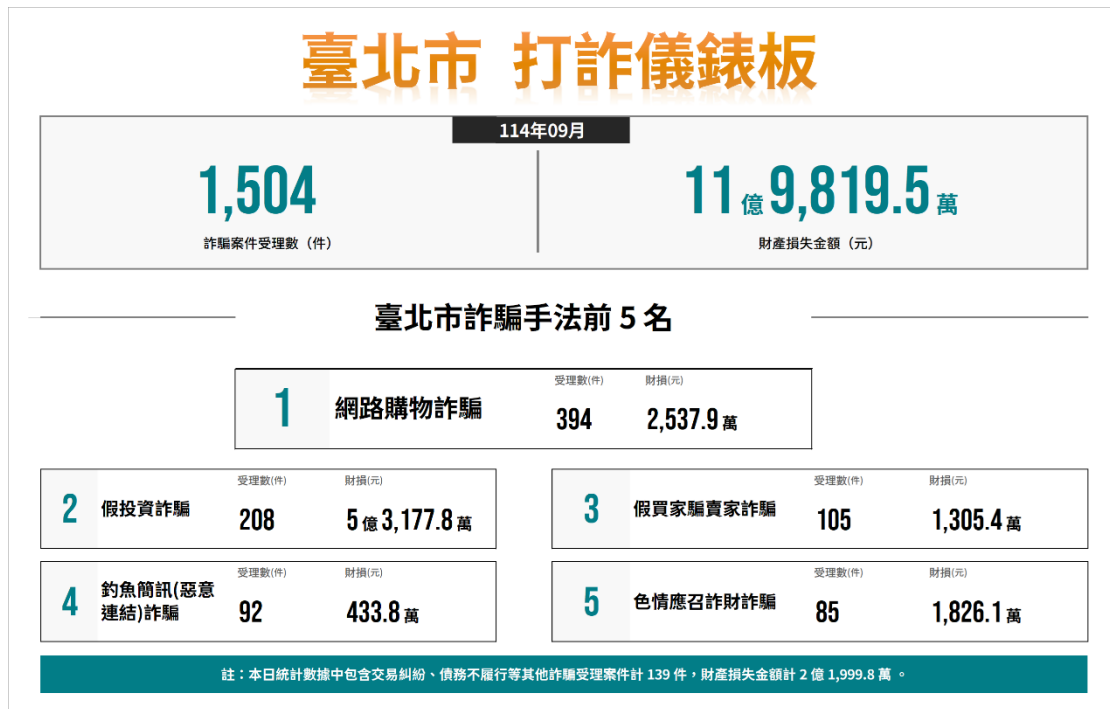 臺北市 打詐儀錶板
114年09月
1,504
詐騙案件受理數（件）
11億9,819.5萬
財產損失金額（元）
臺北市詐騙手法前 5 名
1
網路購物詐騙
受理數(件)
394
財損(元)
2,537.9 萬
2
假投資詐騙
受理數(件)
208
財損(元)
5 億 3,177.8 萬
3
假買家騙賣家詐騙
受理數(件)
105
財損(元)
1,305.4 萬
4
釣魚簡訊(惡意
連結)詐騙
受理數(件)
92
財損(元)
433.8 萬
5
色情應召詐財詐騙
受理數(件)
85
財損(元)
1,826.1 萬
註：本日統計數據中包含交易糾紛、債務不履行等其他詐騙受理案件計 139 件，財產損失金額計 2 億 1,999.8 萬 。